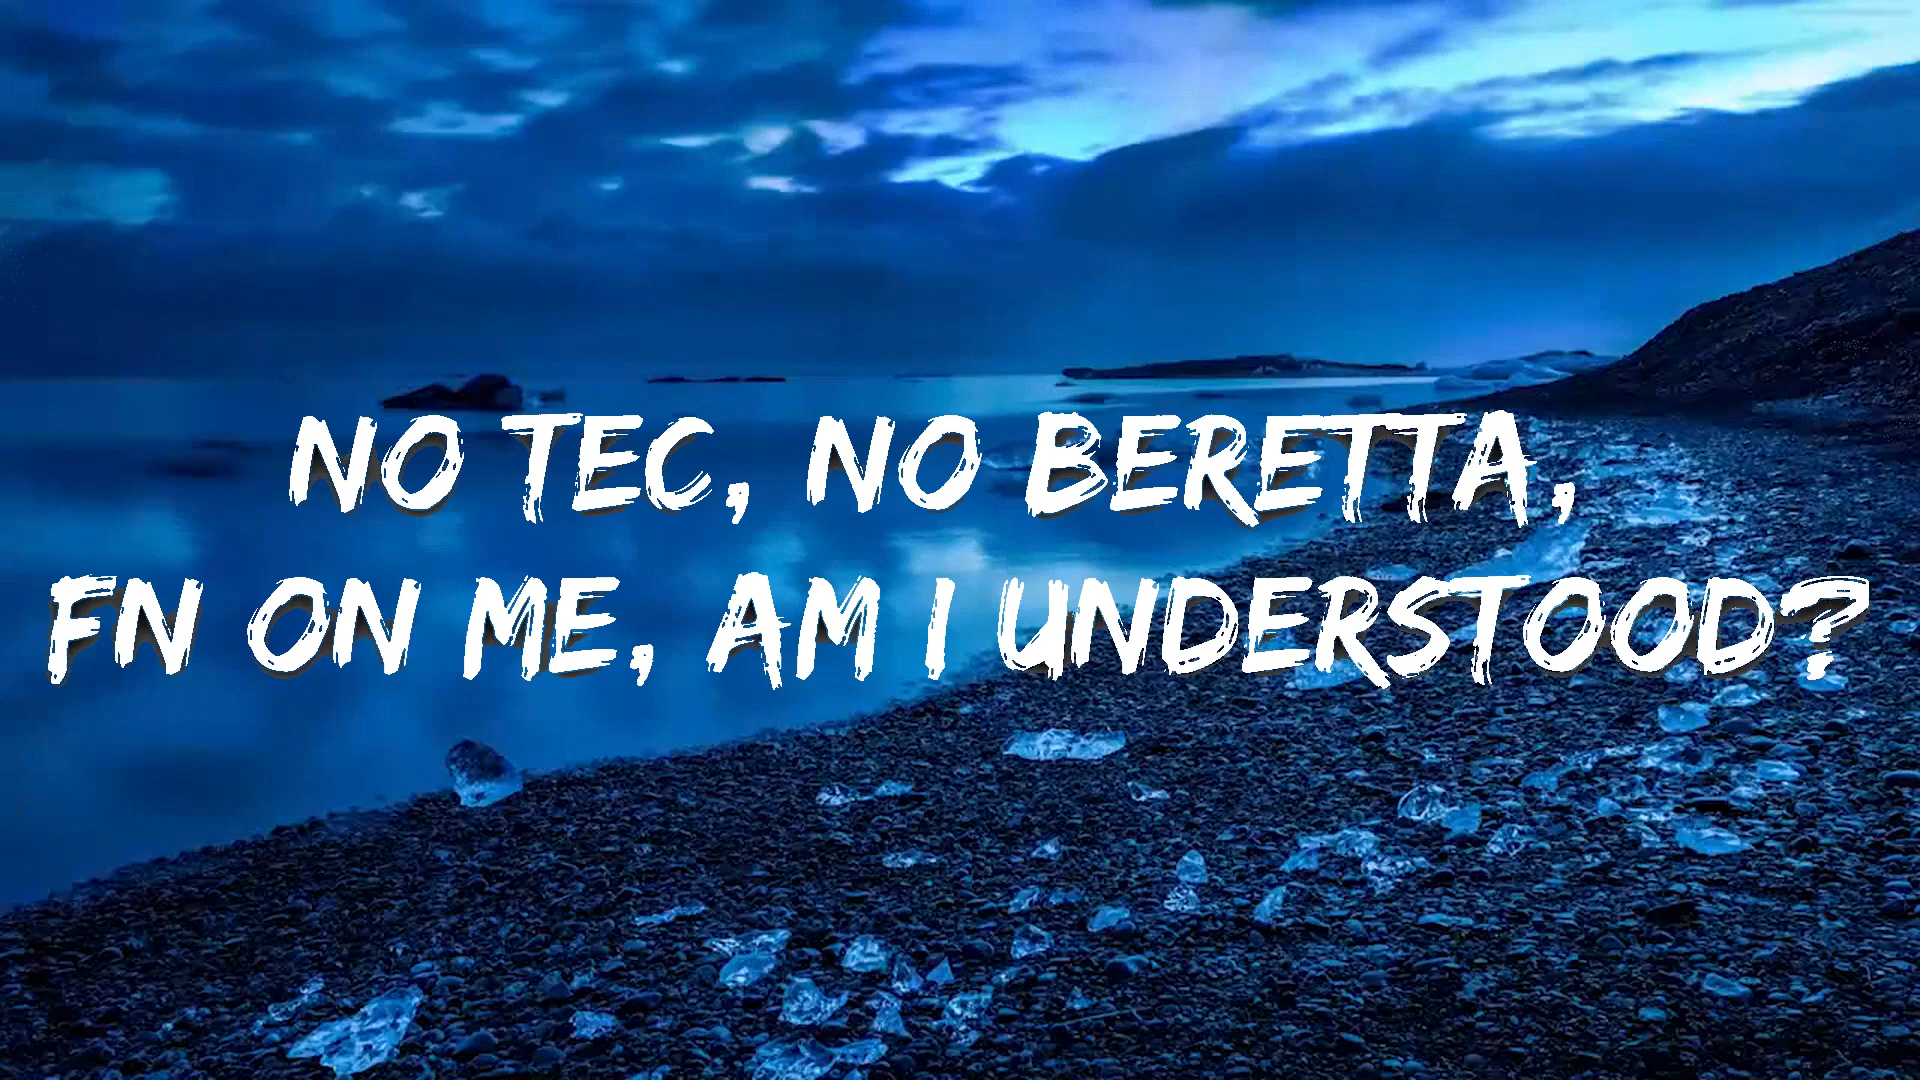 NO TEC, NO BERETTA,
FN ON ME, AM I UNDERSTOOD?